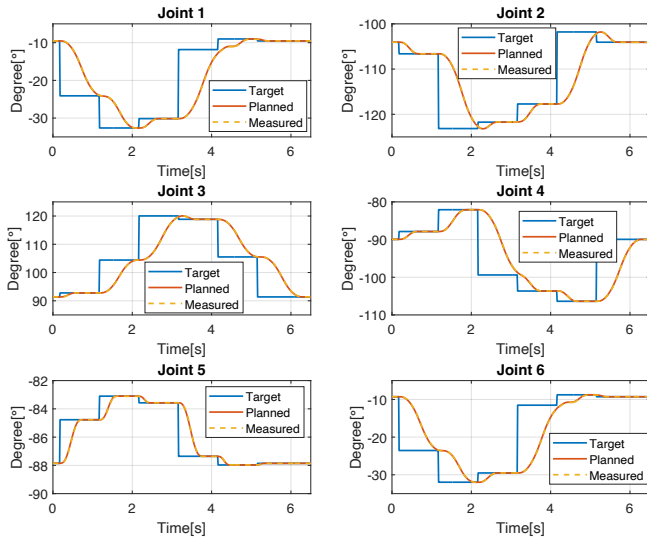 Joint 1
-10
-20
-30
Degree[°]
0
2
4
6
Time[s]
Target
Planned
Measured
Joint 2
-100
-110
-120
Degree[°]
0
2
4
6
Time[s]
Target
Planned
Measured
Joint 3
120
110
100
90
Degree[°]
0
2
4
6
Time[s]
Target
Planned
Measured
Joint 4
-80
-90
-100
-110
Degree[°]
0
2
4
6
Time[s]
Target
Planned
Measured
Joint 5
-82
-84
-86
-88
-90
Degree[°]
0
2
4
6
Time[s]
Target
Planned
Measured
Joint 6
-10
-20
-30
Degree[°]
0
2
4
6
Time[s]
Target
Planned
Measured